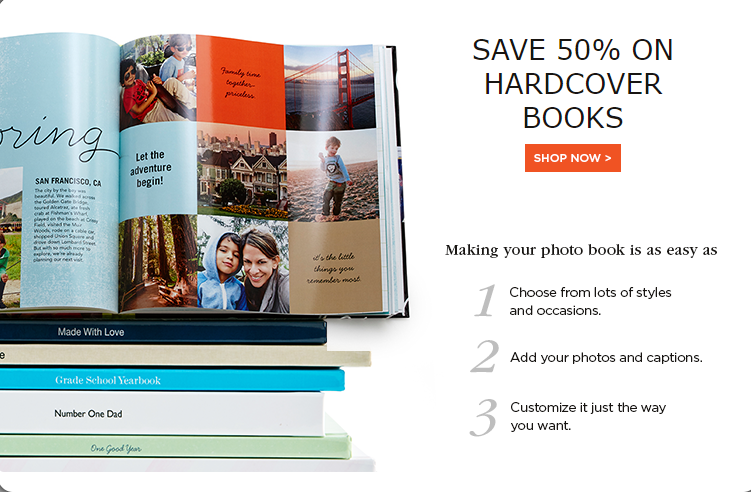 SAVE 50% ON
HARDCOVER
BOOKS
SHOP NOW >
Making your photo book is as easy as
1 Choose from lots of styles
and occasions.
2 Add your photos and captions.
3 Customize it just the way
you want.
oring
SAN FRANCISCO, CA
The city by the bay was
beautiful. We walked across
the Golden Gate Bridge,
toured Alcatraz, ate fresh
crab at Fishman's Wharf,
played on the beach at Crissy
Field, visited the Muir
Woods, rode on a cable car,
shopped Union Square and
drove down Lombard Street.
But with so much more to
explore, we're already
planning our next visit.
Family time
together-
priceless.
Let the
adventure
begin!
it's the little
things you
remember most.
Made With Love
e
Grade School Yearbook
Number One Dad
One Good Year